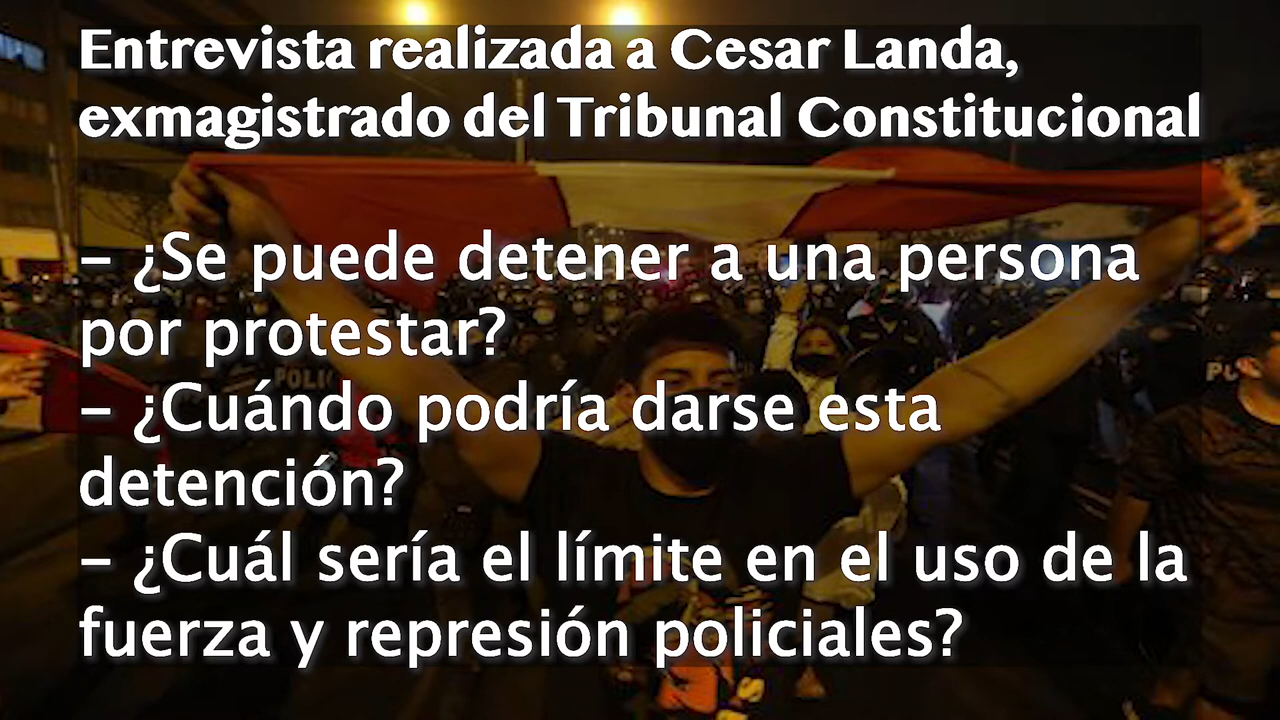 Entrevista realizada a Cesar Landa,
exmagistrado del Tribunal Constitucional
– ¿Se puede detener a una persona
por protestar?
– ¿Cuándo podría darse esta
detención?
– ¿Cuál sería el límite en el uso de la
fuerza y represión policiales?